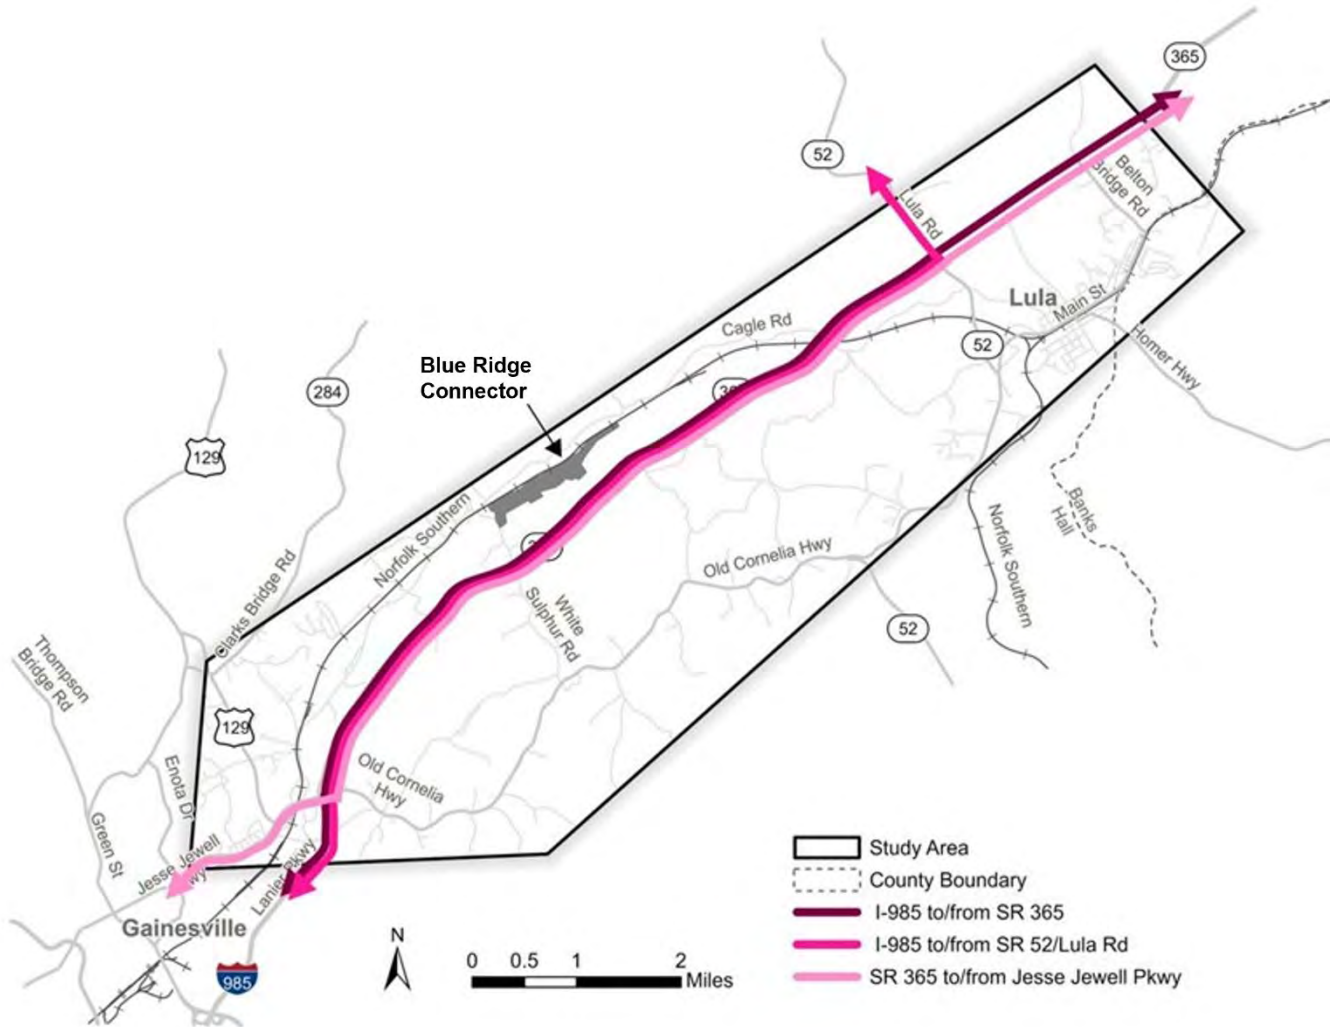 365
52
Belton
Bridge Rd
Lula Rd
Lula
Main St
Cagle Rd
52
Homer Hwy
Blue Ridge
Connector
284
129
Norfolk Southern
Banks
Hall
Norfolk Southern
Old Cornelia Hwy
Clarks Bridge Rd
White
Sulphur Rd
52
Thompson
Bridge Rd
129
Enota Dr
Old Cornelia
Hwy
Green St
Jesse Jewell
Lanier Pkwy
Gainesville
985
N
0 0.5 1 2
Miles
Study Area
County Boundary
I-985 to/from SR 365
I-985 to/from SR 52/Lula Rd
SR 365 to/from Jesse Jewell Pkwy